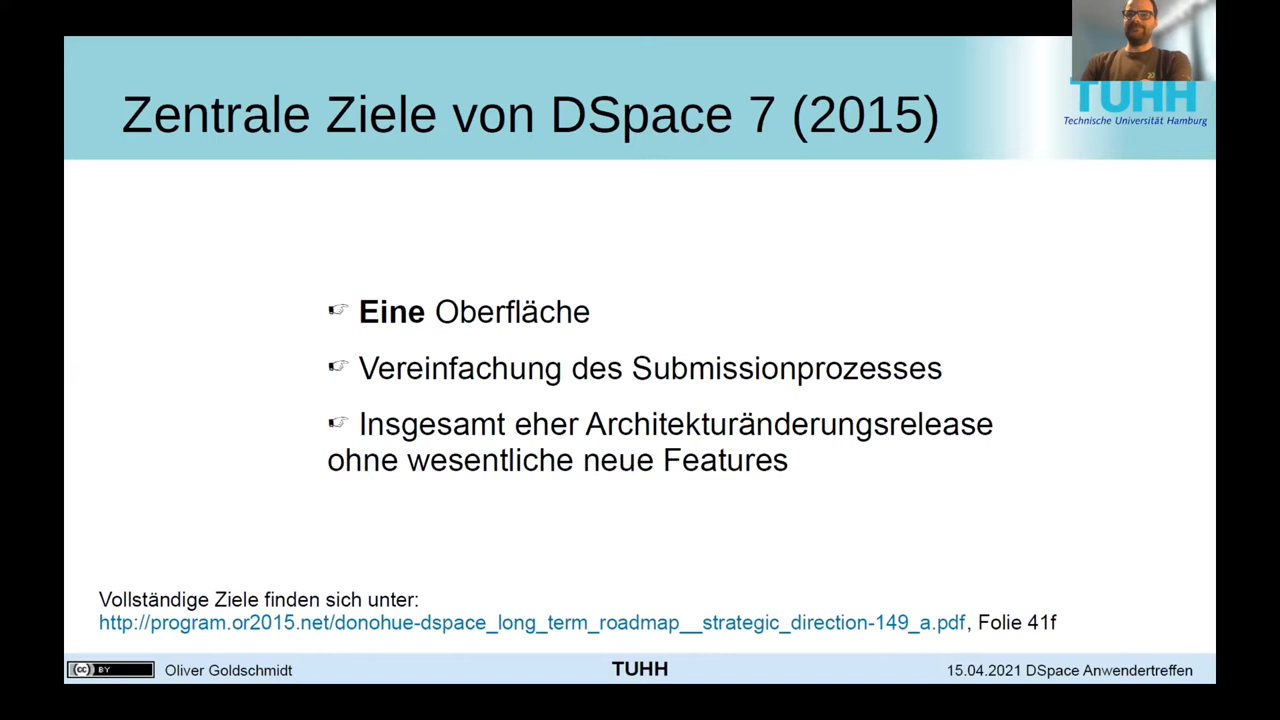 Zentrale Ziele von DSpace 7 (2015)
TUHH
Technische Universität Hamburg
☞ Eine Oberfläche
☞ Vereinfachung des Submissionprozesses
☞ Insgesamt eher Architekturänderungsrelease
ohne wesentliche neue Features
Vollständige Ziele finden sich unter:
http://program.or2015.net/donohue-dspace_long_term_roadmap__strategic_direction-149_a.pdf, Folie 41f
cc BY Oliver Goldschmidt TUHH 15.04.2021 DSpace Anwendertreffen